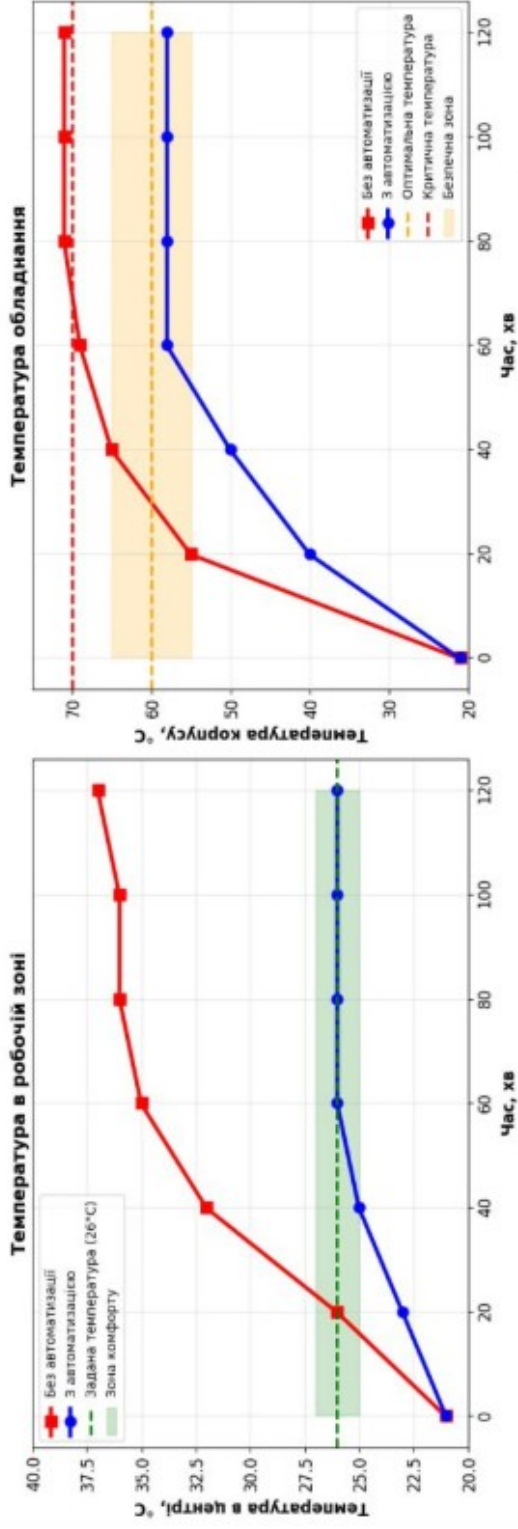 Температура в робочій зоні
40.0
37.5
35.0
32.5
30.0
27.5
25.0
22.5
20.0
Температура в центрі,°C
Без автоматизації
З автоматизацією
Задана температура (26°C)
Зона комфорту
0 20 40 60 80 100 120
Час, хв
Температура обладнання
70
60
50
40
30
20
Температура корпусу,°C
Без автоматизації
З автоматизацією
Оптимальна температура
Критична температура
Безпечна зона
0 20 40 60 80 100 120
Час, хв